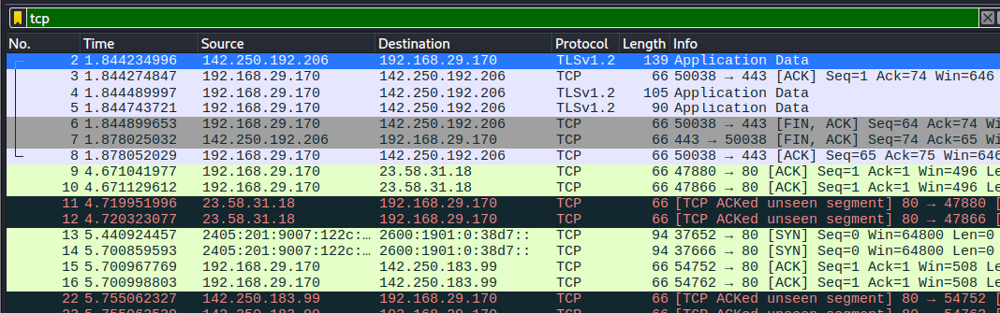 tcp
No. Time Source Destination Protocol Length Info
2 1.844234996 142.250.192.206 192.168.29.170 TLSv1.2 139 Application Data
3 1.844274847 192.168.29.170 142.250.192.206 TCP 66 50038 → 443 [ACK] Seq=1 Ack=74 Win=646
4 1.844489997 192.168.29.170 142.250.192.206 TLSv1.2 105 Application Data
5 1.844743721 192.168.29.170 142.250.192.206 TLSv1.2 90 Application Data
6 1.844899653 192.168.29.170 142.250.192.206 TCP 66 50038 → 443 [FIN, ACK] Seq=64 Ack=74 Wi
7 1.878025032 142.250.192.206 192.168.29.170 TCP 66 443 → 50038 [FIN, ACK] Seq=74 Ack=65 Wi
8 1.878052029 192.168.29.170 142.250.192.206 TCP 66 50038 → 443 [ACK] Seq=65 Ack=75 Win=646
9 4.671041977 192.168.29.170 23.58.31.18 TCP 66 47880 → 80 [ACK] Seq=1 Ack=1 Win=496 Le
10 4.671129612 192.168.29.170 23.58.31.18 TCP 66 47866 → 80 [ACK] Seq=1 Ack=1 Win=496 Le
11 4.719951996 23.58.31.18 192.168.29.170 TCP 66 [TCP ACKed unseen segment] 80 → 47880 [
12 4.720323077 23.58.31.18 192.168.29.170 TCP 66 [TCP ACKed unseen segment] 80 → 47866 [
13 5.440924457 2405:201:9007:122c:… 2600:1901:0:38d7:: TCP 94 37652 → 80 [SYN] Seq=0 Win=64800 Len=0
14 5.700859593 2405:201:9007:122c:… 2600:1901:0:38d7:: TCP 94 37666 → 80 [SYN] Seq=0 Win=64800 Len=0
15 5.700967769 192.168.29.170 142.250.183.99 TCP 66 54752 → 80 [ACK] Seq=1 Ack=1 Win=508 Le
16 5.700998803 192.168.29.170 142.250.183.99 TCP 66 54762 → 80 [ACK] Seq=1 Ack=1 Win=508 Le
22 5.755062327 142.250.183.99 192.168.29.170 TCP 66 [TCP ACKed unseen segment] 80 → 54752 [